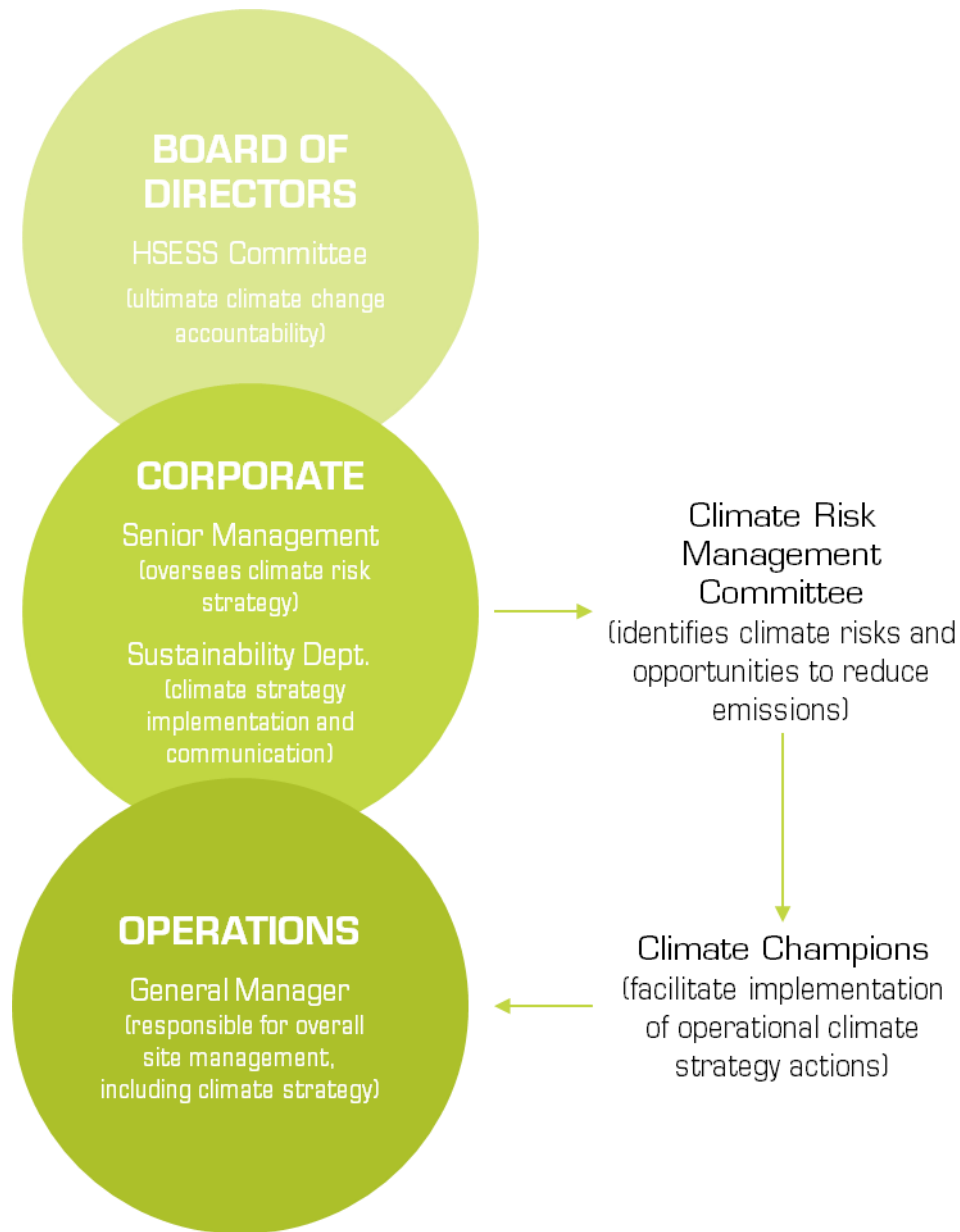 BOARD OF
DIRECTORS
HSESS Committee
(ultimate climate change
accountability)
CORPORATE
Senior Management
(oversees climate risk
strategy)
Sustainability Dept.
(climate strategy
implementation and
communication)
Climate Risk
Management
Committee
(identifies climate risks and
opportunities to reduce
emissions)
OPERATIONS
General Manager
(responsible for overall
site management,
including climate strategy)
Climate Champions
(facilitate implementation
of operational climate
strategy actions)